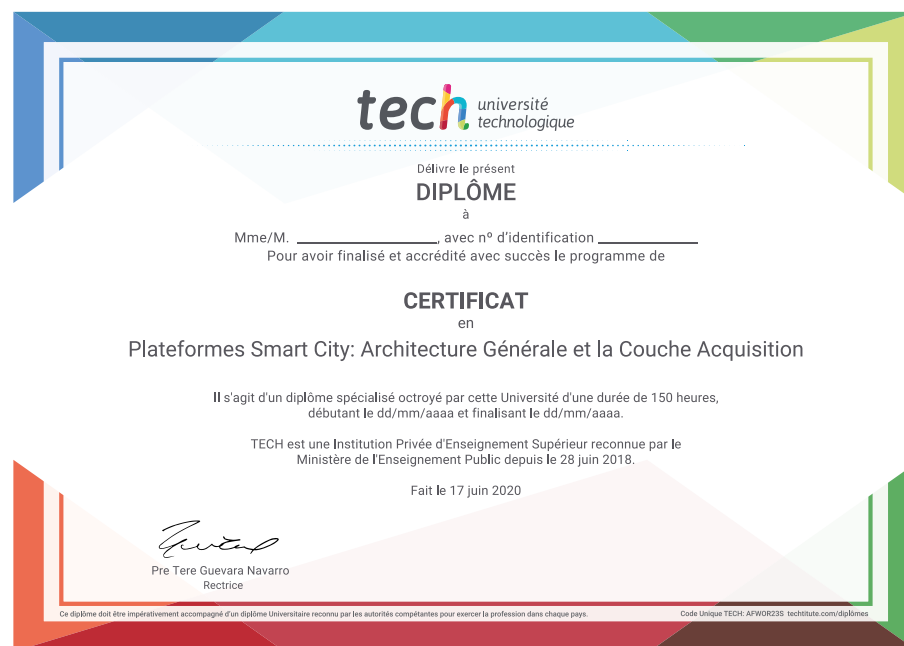 tech université
technologique
Délivre le présent
DIPLÔME
à
Mme/M. ____________, avec nº d'identification ____________
Pour avoir finalisé et accrédité avec succès le programme de
CERTIFICAT
en
Plateformes Smart City: Architecture Générale et la Couche Acquisition
Il s'agit d'un diplôme spécialisé octroyé par cette Université d'une durée de 150 heures,
débutant le dd/mm/aaaa et finalisant le dd/mm/aaaa.
TECH est une Institution Privée d'Enseignement Supérieur reconnue par le
Ministère de l'Enseignement Public depuis le 28 juin 2018.
Fait le 17 juin 2020
Pre Tere Guevara Navarro
Rectrice
Ce diplôme doit être impérativement accompagné d'un diplôme Universitaire reconnu par les autorités compétantes pour exercer la profession dans chaque pays.
Code Unique TECH: AFWOR23S techtitute.com/diplômes